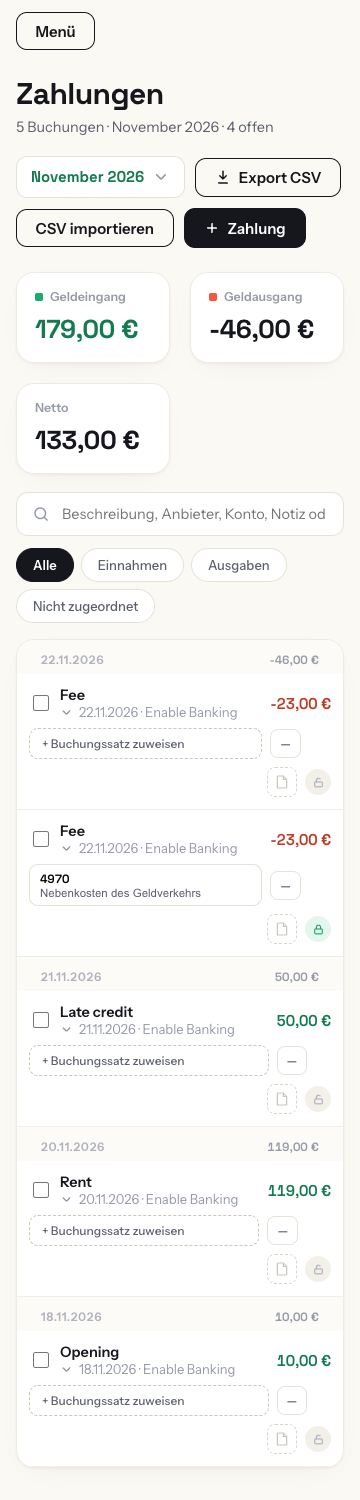 Menü
Zahlungen
5 Buchungen · November 2026 · 4 offen
November 2026
Export CSV
CSV importieren
+ Zahlung
Geldeingang
179,00 €
Geldausgang
-46,00 €
Netto
133,00 €
Beschreibung, Anbieter, Konto, Notiz od
Alle
Einnahmen
Ausgaben
Nicht zugeordnet
22.11.2026
-46,00 €
Fee
-23,00 €
22.11.2026 · Enable Banking
+ Buchungssatz zuweisen
–
Fee
-23,00 €
22.11.2026 · Enable Banking
4970
Nebenkosten des Geldverkehrs
–
21.11.2026
50,00 €
Late credit
50,00 €
21.11.2026 · Enable Banking
+ Buchungssatz zuweisen
–
20.11.2026
119,00 €
Rent
119,00 €
20.11.2026 · Enable Banking
+ Buchungssatz zuweisen
–
18.11.2026
10,00 €
Opening
10,00 €
18.11.2026 · Enable Banking
+ Buchungssatz zuweisen
–